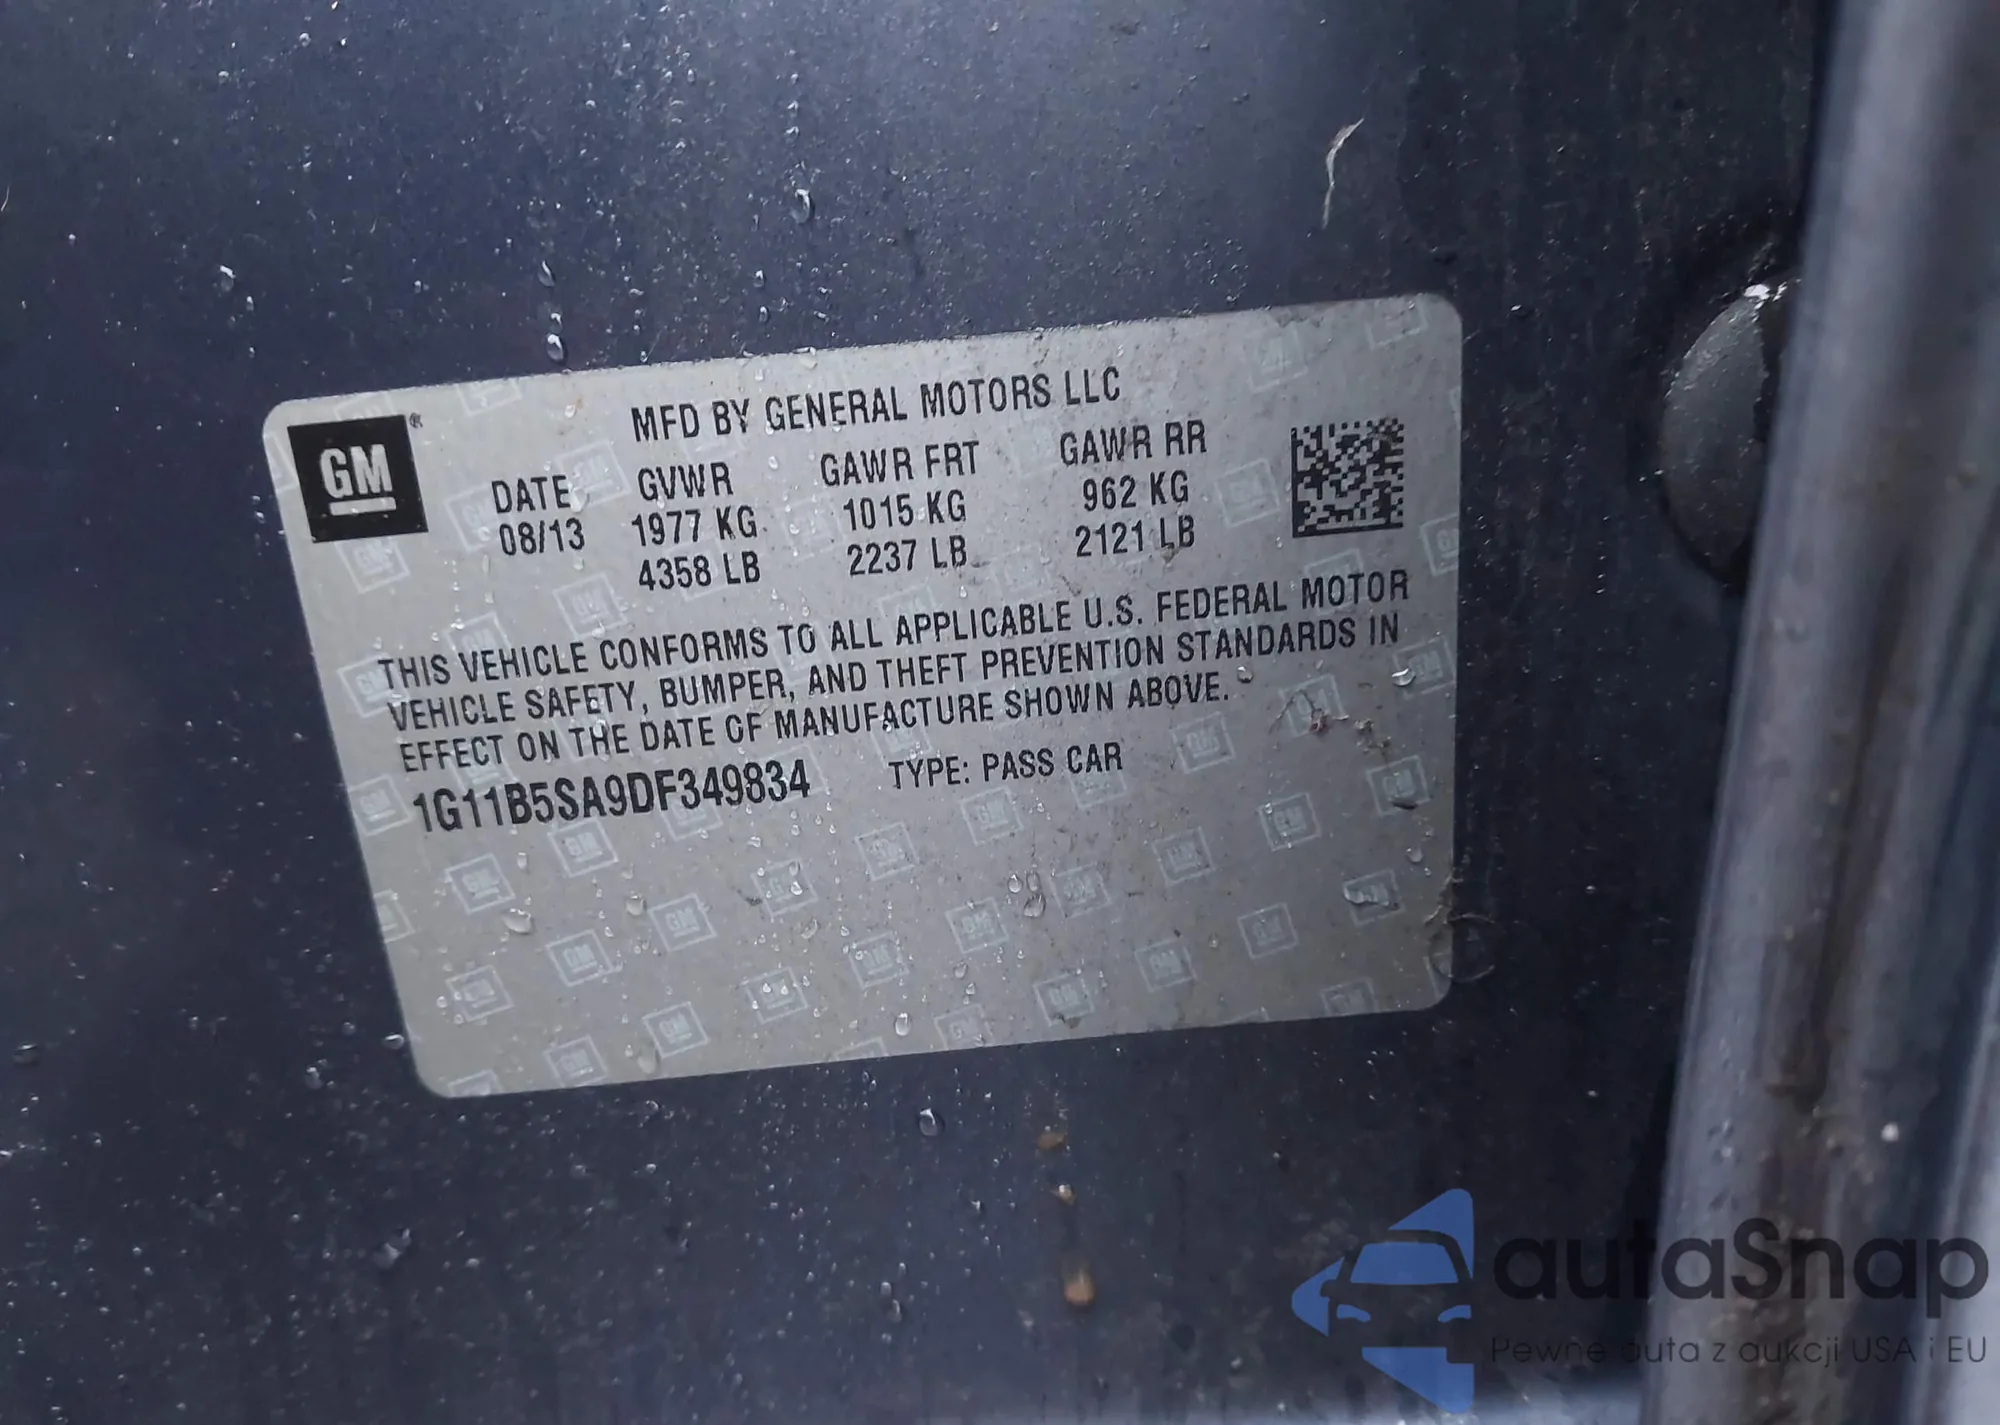 GM®
MFD BY GENERAL MOTORS LLC
DATE GVWR GAWR FRT GAWR RR
08/13 1977 KG 1015 KG 962 KG
4358 LB 2237 LB 2121 LB
THIS VEHICLE CONFORMS TO ALL APPLICABLE U.S. FEDERAL MOTOR
VEHICLE SAFETY, BUMPER, AND THEFT PREVENTION STANDARDS IN
EFFECT ON THE DATE OF MANUFACTURE SHOWN ABOVE.
1G11B5SA9DF349834 TYPE: PASS CAR
autaSnap
Pewne auta z aukcji USA i EU